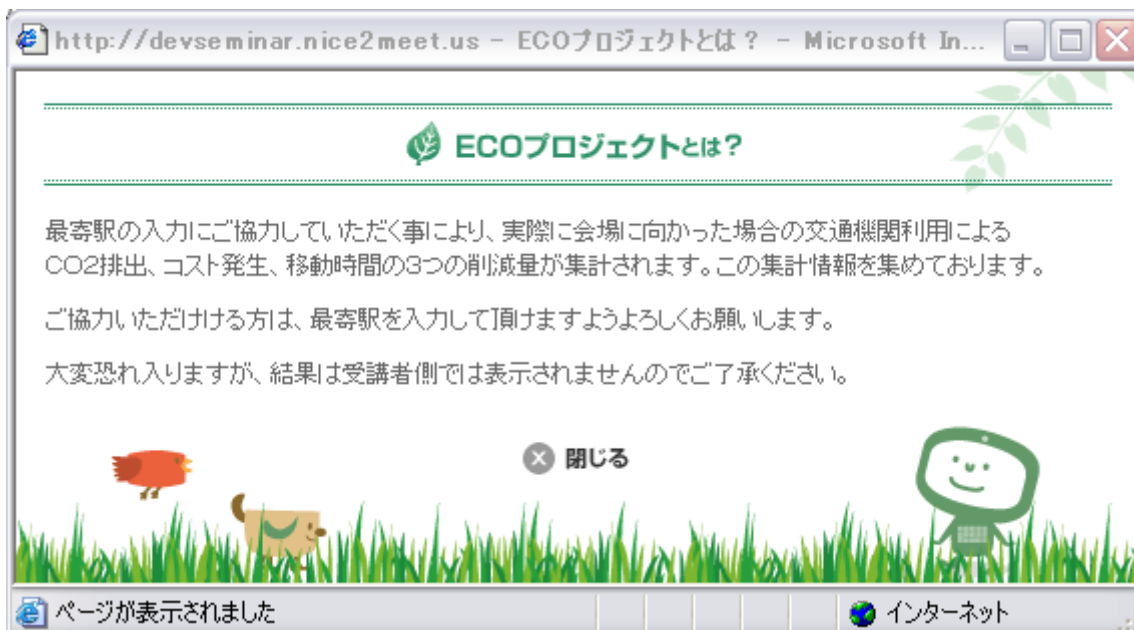 http://devseminar.nice2meet.us - ECOプロジェクトとは? - Microsoft In...
ECOプロジェクトとは?
最寄駅の入力にご協力していただく事により、実際に会場に向かった場合の交通機関利用による
CO2排出、コスト発生、移動時間の3つの削減量が集計されます。この集計情報を集めております。
ご協力いただけける方は、最寄駅を入力して頂けますようよろしくお願いします。
大変恐れ入りますが、結果は受講者側では表示されませんのでご了承ください。
閉じる
ページが表示されました
インターネット